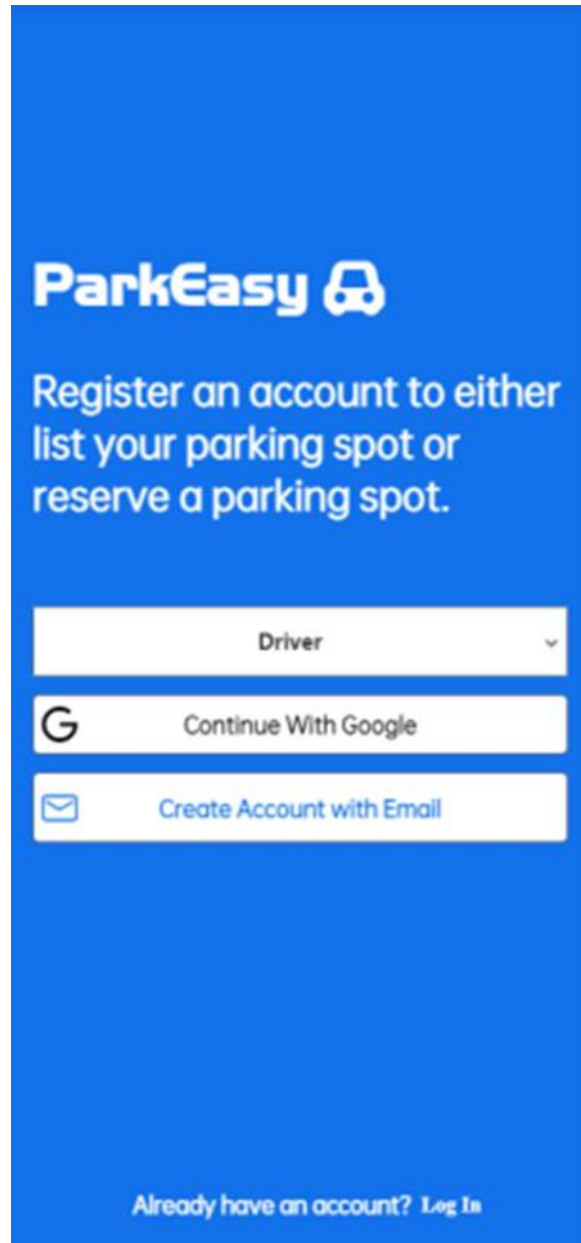 ParkEasy
Register an account to either
list your parking spot or
reserve a parking spot.
Driver
G Continue With Google
Create Account with Email
Already have an account? Log In